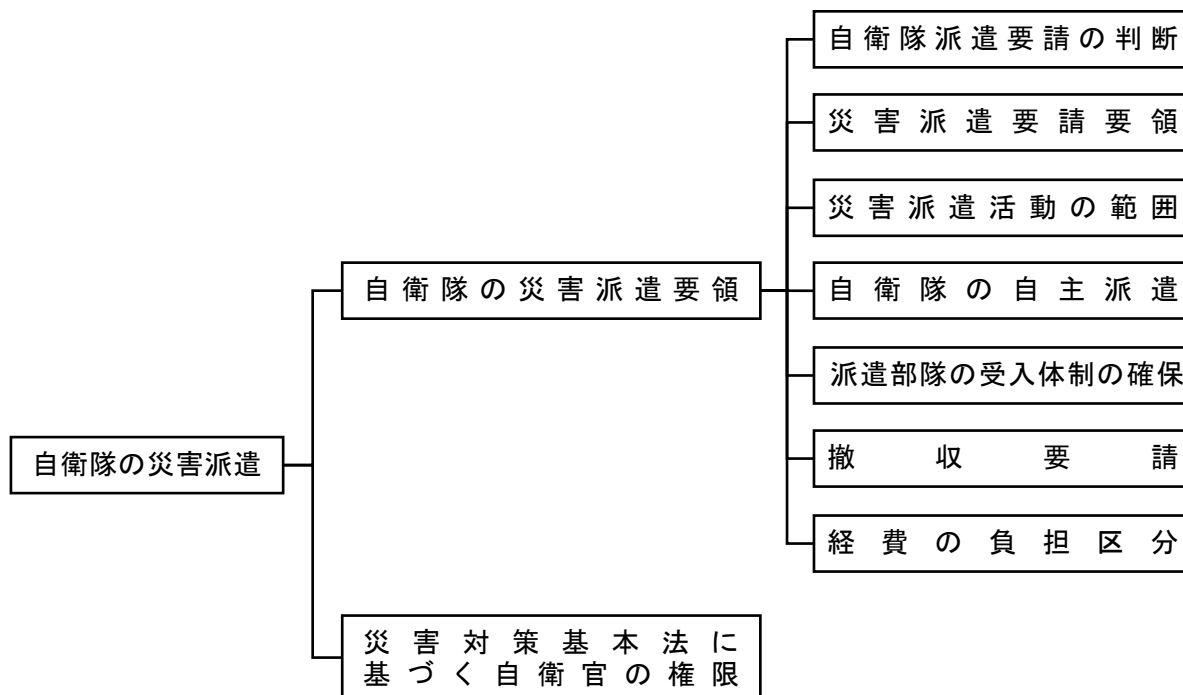 自衛隊の災害派遣
自衛隊の災害派遣要領
自衛隊派遣要請の判断
災害派遣要請要領
災害派遣活動の範囲
自衛隊の自主派遣
派遣部隊の受入体制の確保
撤収要請
経費の負担区分
災害対策基本法に
基づく自衛官の権限